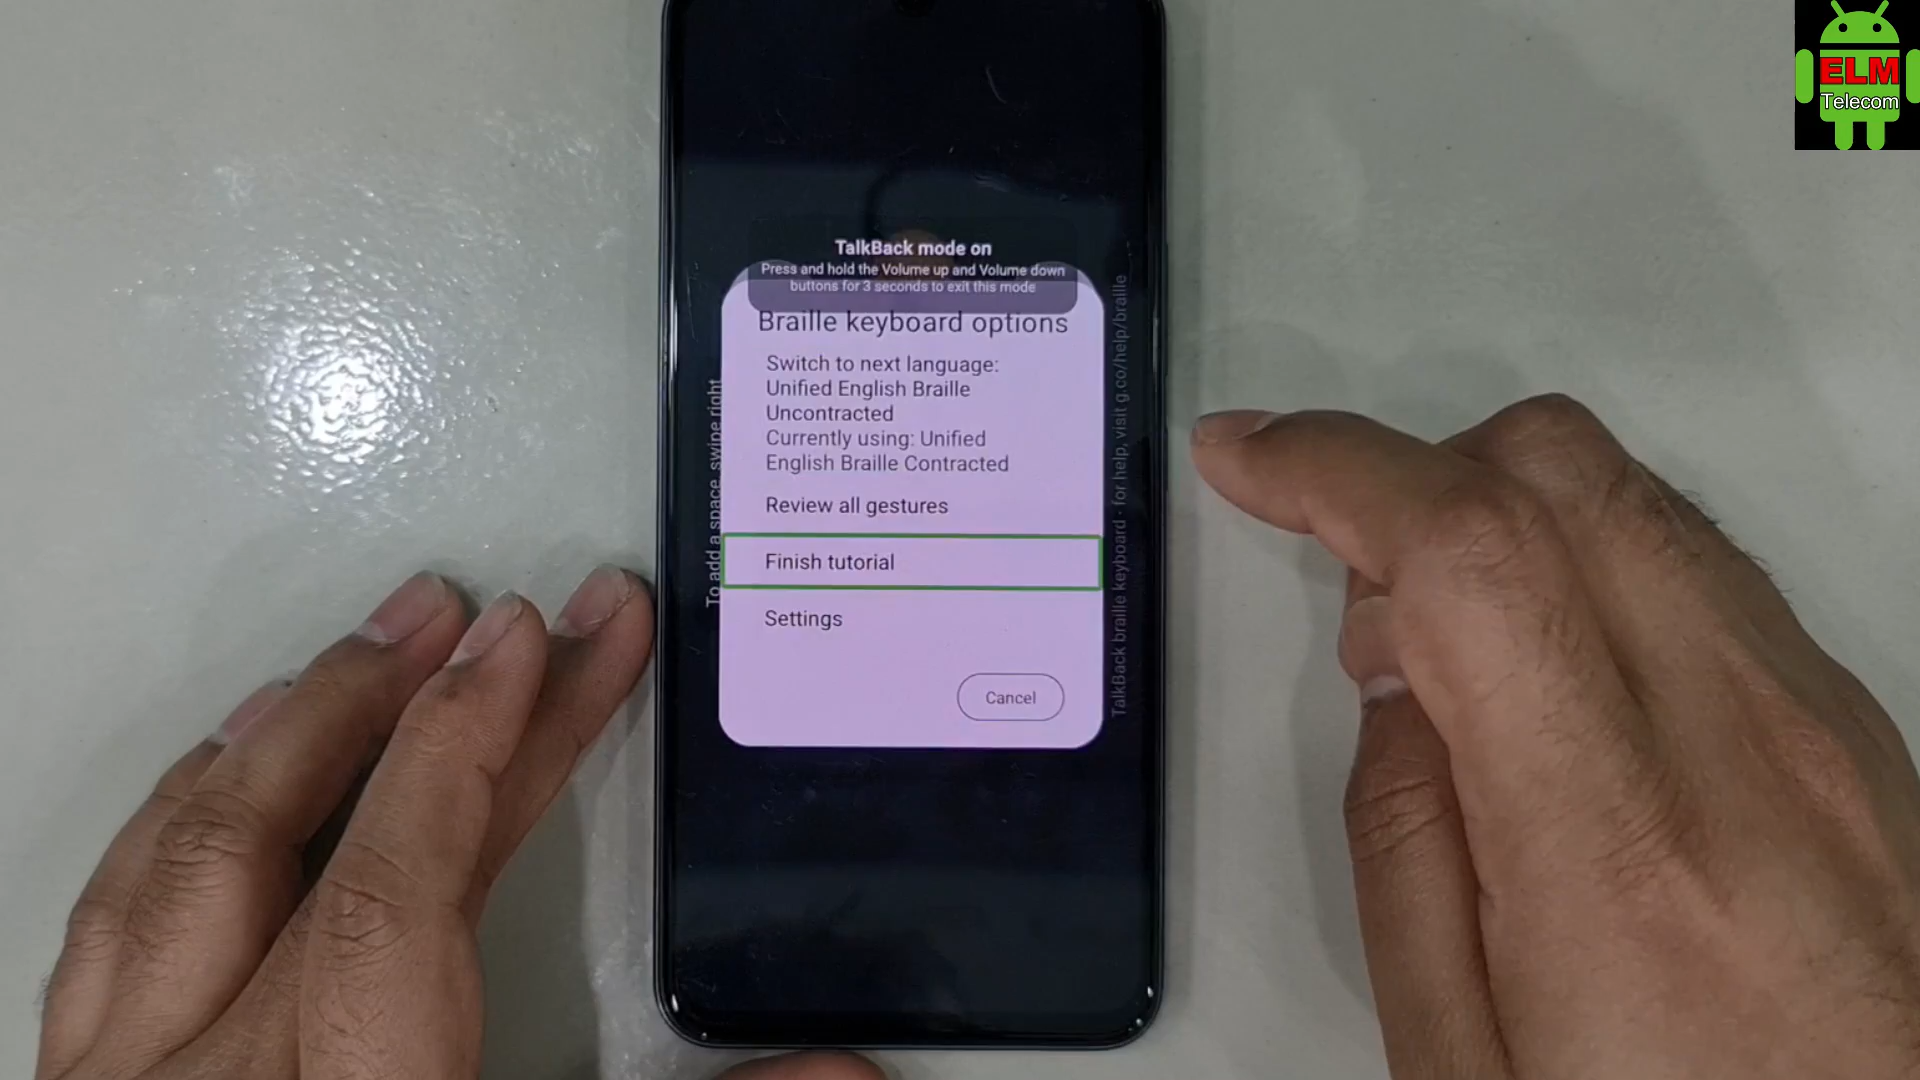 ELM
Telecom
TalkBack mode on
Press and hold the Volume up and Volume down
buttons for 3 seconds to exit this mode
Braille keyboard options
Switch to next language:
Unified English Braille
Uncontracted
Currently using: Unified
English Braille Contracted
Review all gestures
Finish tutorial
Settings
Cancel
To add a space, swipe right
TalkBack braille keyboard - for help, visit g.co/help/braille